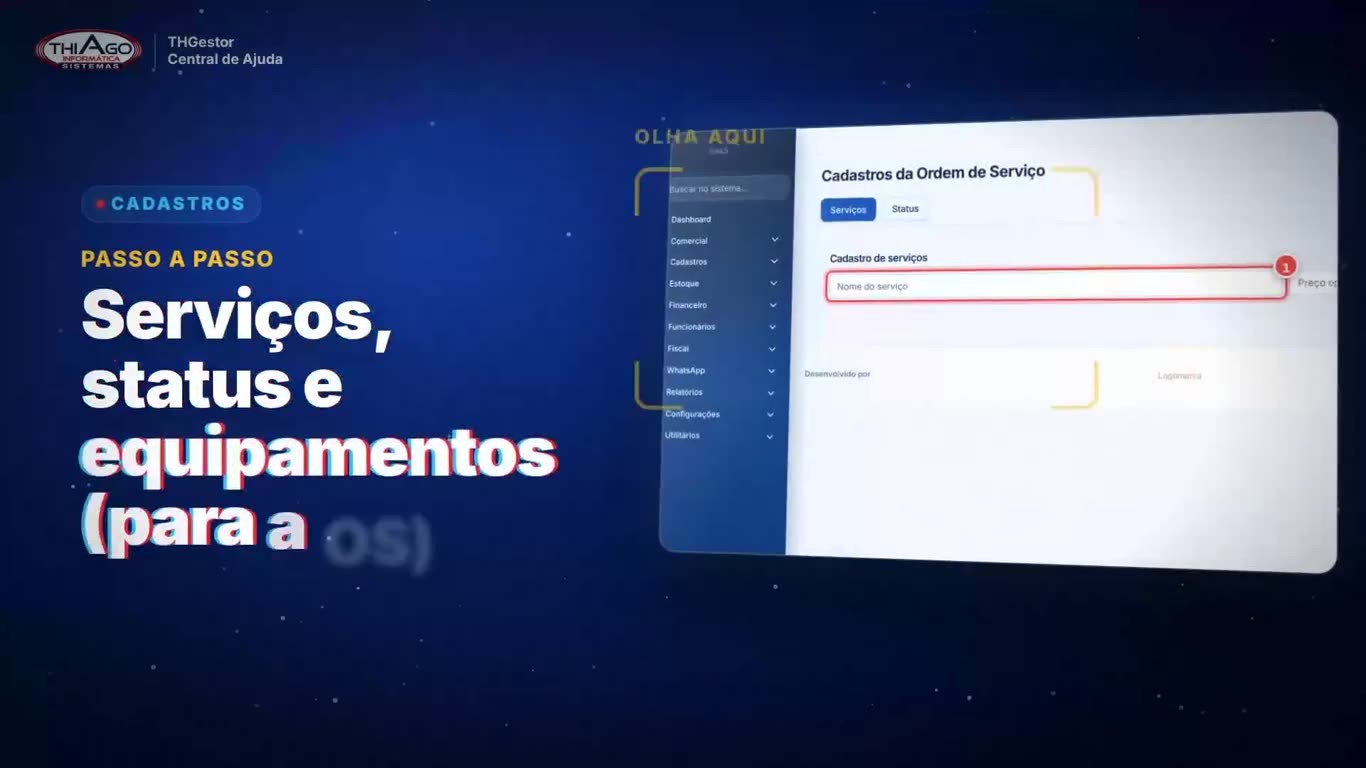 THIAGO
INFORMÁTICA
SISTEMAS
THGestor
Central de Ajuda
CADASTROS
PASSO A PASSO
Serviços,
status e
equipamentos
(para a OS)
OLHA AQUI
Buscar no sistema...
Dashboard
Comercial
Cadastros
Estoque
Financeiro
Funcionários
Fiscal
WhatsApp
Relatórios
Configurações
Utilitários
Cadastros da Ordem de Serviço
Serviços
Status
Cadastro de serviços
Nome do serviço
1
Preço op
Desenvolvido por